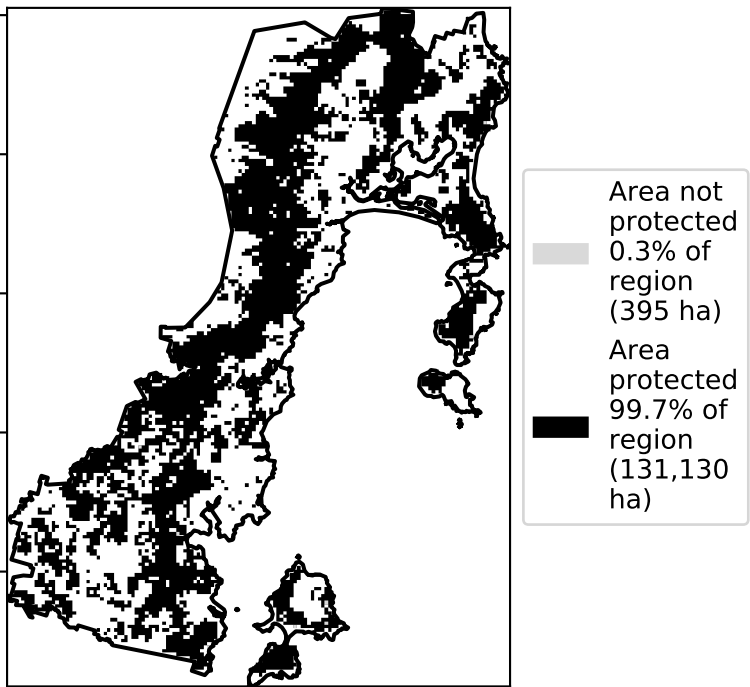 Area not
protected
0.3% of
region
(395 ha)
Area
protected
99.7% of
region
(131,130
ha)